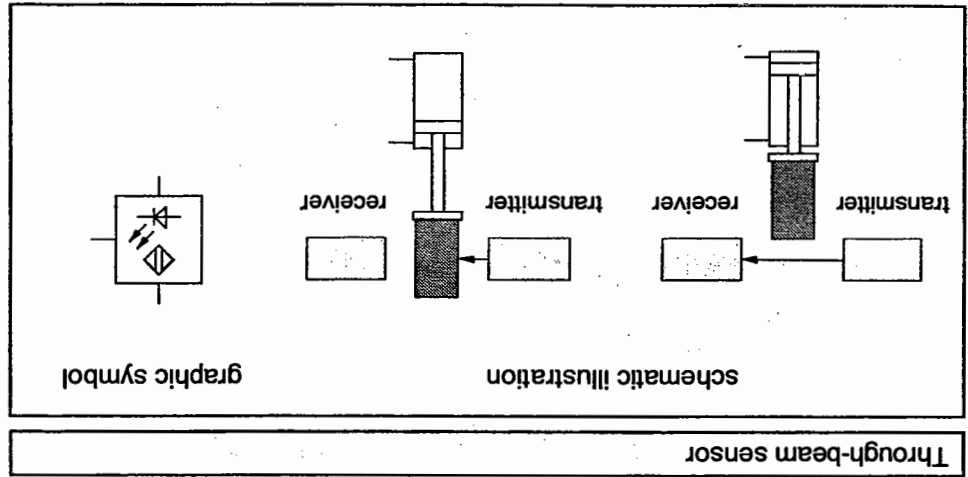 Through-beam sensor
schematic illustration graphic symbol
transmitter receiver transmitter receiver